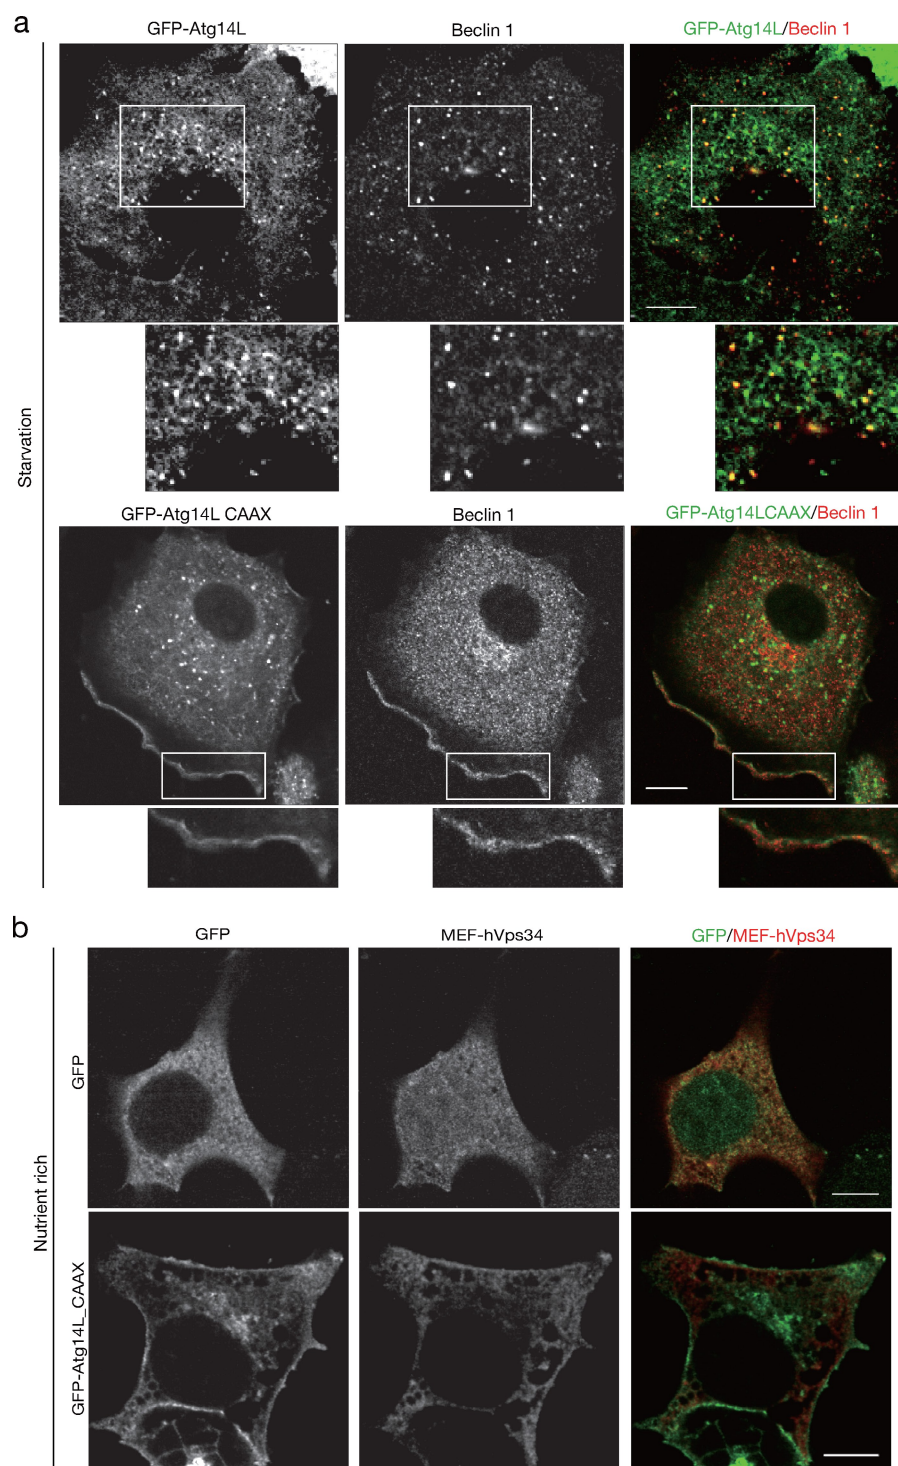 a
GFP-Atg14L
Beclin 1
GFP-Atg14L/Beclin 1
Starvation
GFP-Atg14L CAAX
Beclin 1
GFP-Atg14LCAAX/Beclin 1
b
GFP
MEF-hVps34
GFP/MEF-hVps34
Nutrient rich
GFP
GFP-Atg14L_CAAX